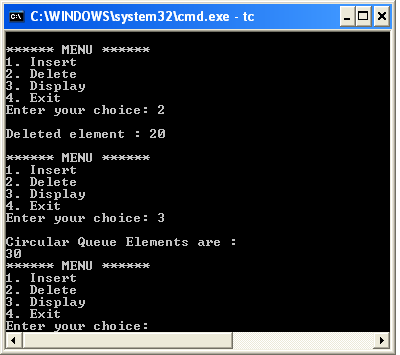 C:\WINDOWS\system32\cmd.exe - tc
****** MENU ******
1. Insert
2. Delete
3. Display
4. Exit
Enter your choice: 2
Deleted element : 20
****** MENU ******
1. Insert
2. Delete
3. Display
4. Exit
Enter your choice: 3
Circular Queue Elements are :
30
****** MENU ******
1. Insert
2. Delete
3. Display
4. Exit
Enter your choice: